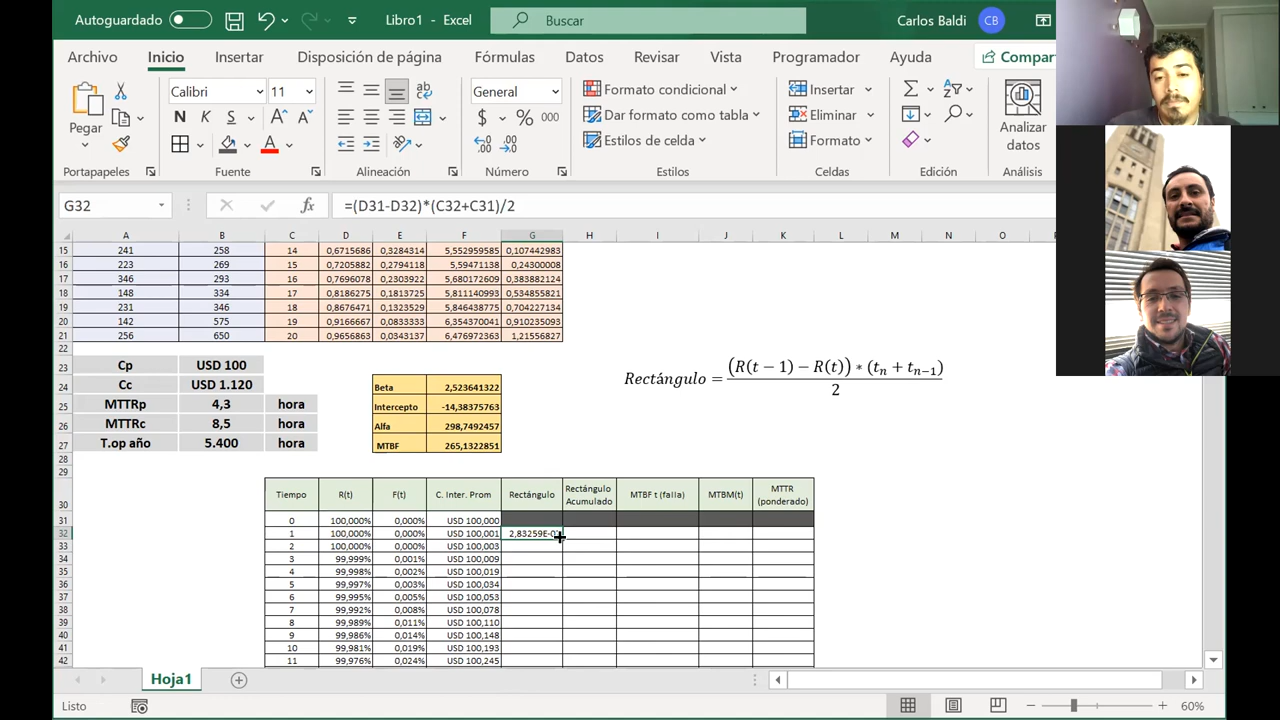 Autoguardado Libro1 - Excel Buscar Carlos Baldi CB
Archivo Inicio Insertar Disposición de página Fórmulas Datos Revisar Vista Programador Ayuda Compar
Calibri 11 General Formato condicional Insertar
Pegar N K S $ % 000 Dar formato como tabla Eliminar Analizar datos
Estilos de celda Formato
Portapapeles Fuente Alineación Número Estilos Celdas Edición Análisis
G32 fx =(D31-D32)*(C32+C31)/2
A B C D E F G H I J K L M N O
15 241 258 14 0,6715686 0,3284314 5,552959585 0,107442983
16 223 269 15 0,7205882 0,2794118 5,59471138 0,24300008
17 346 293 16 0,7696078 0,2303922 5,680172609 0,383882124
18 148 334 17 0,8186275 0,1813725 5,811140993 0,534855821
19 231 346 18 0,8676471 0,1323529 5,846438775 0,704227134
20 142 575 19 0,9166667 0,0833333 6,354370041 0,910235093
21 256 650 20 0,9656863 0,0343137 6,476972363 1,21556827
22
23 Cp USD 100
24 Cc USD 1.120 Beta 2,523641322
25 MTTRp 4,3 hora Intercepto -14,38375763
26 MTTRc 8,5 hora Alfa 298,7492457
27 T.op año 5.400 hora MTBF 265,1322851
Rectángulo = (R(t − 1) − R(t)) ∗ (tn + tn−1)
2
28
29
30 Tiempo R(t) F(t) C. Inter. Prom Rectángulo Rectángulo Acumulado MTBF t (falla) MTBM(t) MTTR (ponderado)
31 0 100,000% 0,000% USD 100,000
32 1 100,000% 0,000% USD 100,001
33 2 100,000% 0,000% USD 100,003
34 3 99,999% 0,001% USD 100,009
35 4 99,998% 0,002% USD 100,019
36 5 99,997% 0,003% USD 100,034
37 6 99,995% 0,005% USD 100,053
38 7 99,992% 0,008% USD 100,078
39 8 99,989% 0,011% USD 100,110
40 9 99,986% 0,014% USD 100,148
41 10 99,981% 0,019% USD 100,193
42 11 99,976% 0,024% USD 100,245
Hoja1
Listo 60%